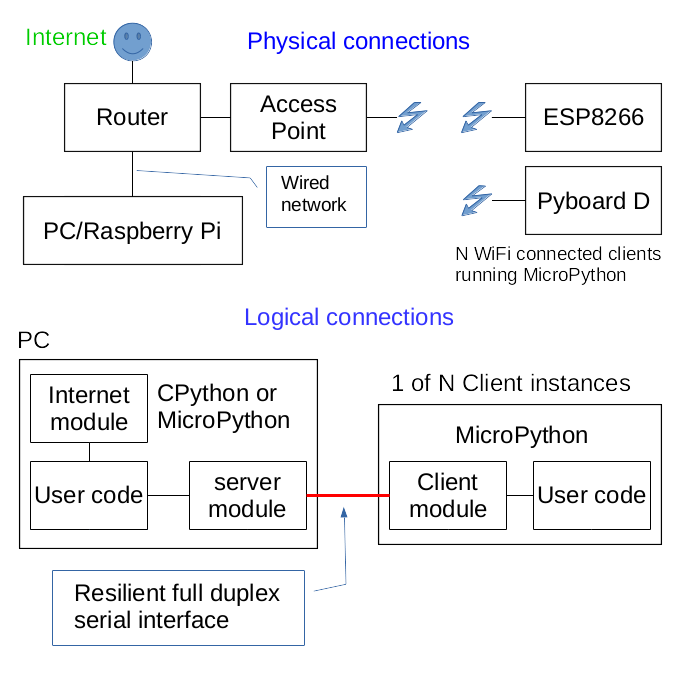 Internet
Physical connections
Router
Access
Point
ESP8266
Wired
network
Pyboard D
PC/Raspberry Pi
N WiFi connected clients
running MicroPython
Logical connections
PC
Internet
module
CPython or
MicroPython
1 of N Client instances
MicroPython
User code
server
module
Client
module
User code
Resilient full duplex
serial interface